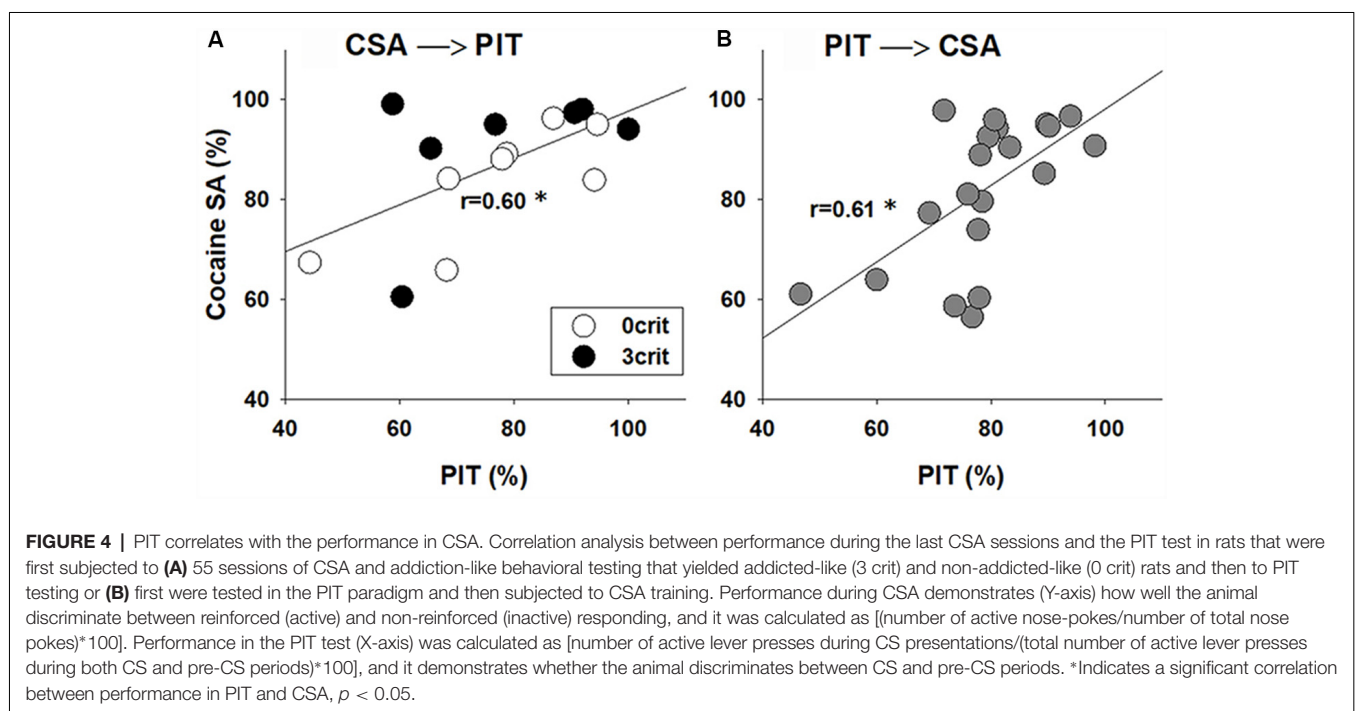 A
CSA —> PIT
B
PIT —> CSA
Cocaine SA (%)
100
80
60
40
r=0.60 *
0crit
3crit
40 60 80 100
PIT (%)
100
80
60
40
r=0.61 *
40 60 80 100
PIT (%)
FIGURE 4 | PIT correlates with the performance in CSA. Correlation analysis between performance during the last CSA sessions and the PIT test in rats that were
first subjected to (A) 55 sessions of CSA and addiction-like behavioral testing that yielded addicted-like (3 crit) and non-addicted-like (0 crit) rats and then to PIT
testing or (B) first were tested in the PIT paradigm and then subjected to CSA training. Performance during CSA demonstrates (Y-axis) how well the animal
discriminate between reinforced (active) and non-reinforced (inactive) responding, and it was calculated as [(number of active nose-pokes/number of total nose
pokes)*100]. Performance in the PIT test (X-axis) was calculated as [number of active lever presses during CS presentations/(total number of active lever presses
during both CS and pre-CS periods)*100], and it demonstrates whether the animal discriminates between CS and pre-CS periods. *Indicates a significant correlation
between performance in PIT and CSA, p < 0.05.